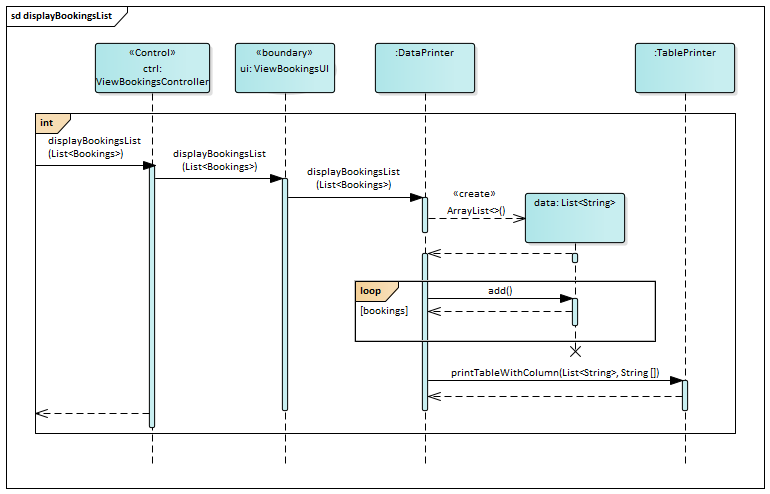 sd displayBookingsList
«Control»
ctrl:
ViewBookingsController
«boundary»
ui: ViewBookingsUI
:DataPrinter
:TablePrinter
int
displayBookingsList
(List<Bookings>)
displayBookingsList
(List<Bookings>)
displayBookingsList
(List<Bookings>)
«create»
ArrayList<>()
data: List<String>
loop
[bookings]
add()
printTableWithColumn(List<String>, String [])